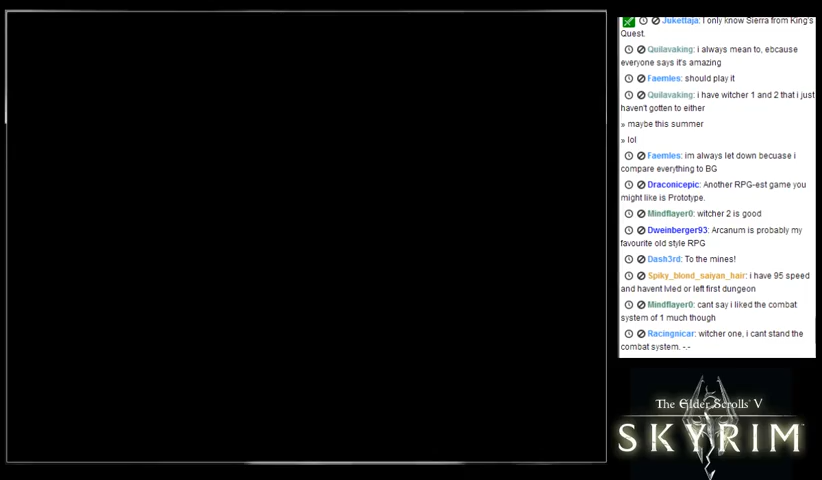 Jukeltaja: I only know Sierra from King's
Quest.
Quilavaking: i always mean to, ebcause
everyone says it's amazing
Faemles: should play it
Quilavaking: i have witcher 1 and 2 that i just
haven't gotten to either
» maybe this summer
» lol
Faemles: im always let down becuase i
compare everything to BG
Draconicepic: Another RPG-est game you
might like is Prototype.
Mindflayer0: witcher 2 is good
Dweinberger93: Arcanum is probably my
favourite old style RPG
Dash3rd: To the mines!
Spiky_blond_saiyan_hair: i have 95 speed
and havent lvled or left first dungeon
Mindflayer0: cant say i liked the combat
system of 1 much though
Racingnicar: witcher one, i cant stand the
combat system. -.-
The Elder Scrolls V
SKYRIM